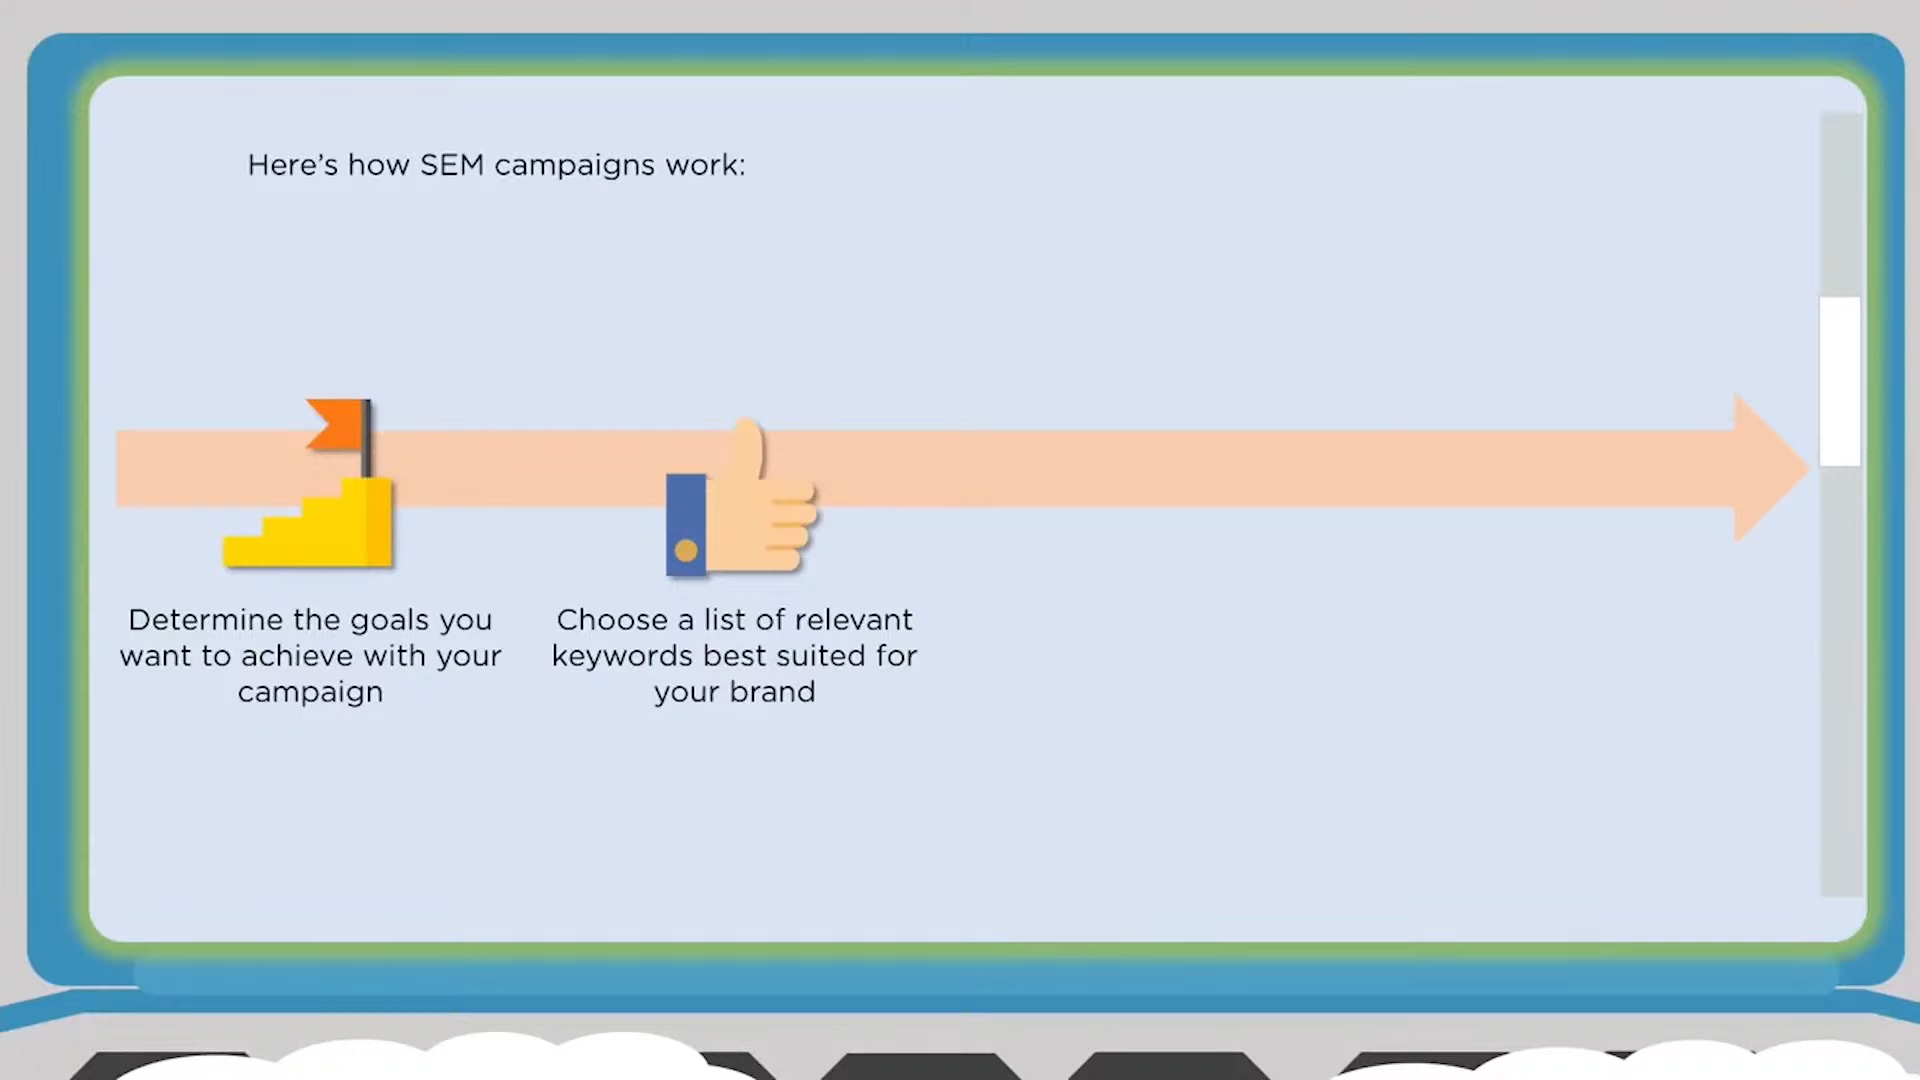 Here’s how SEM campaigns work:
Determine the goals you
want to achieve with your
campaign
Choose a list of relevant
keywords best suited for
your brand